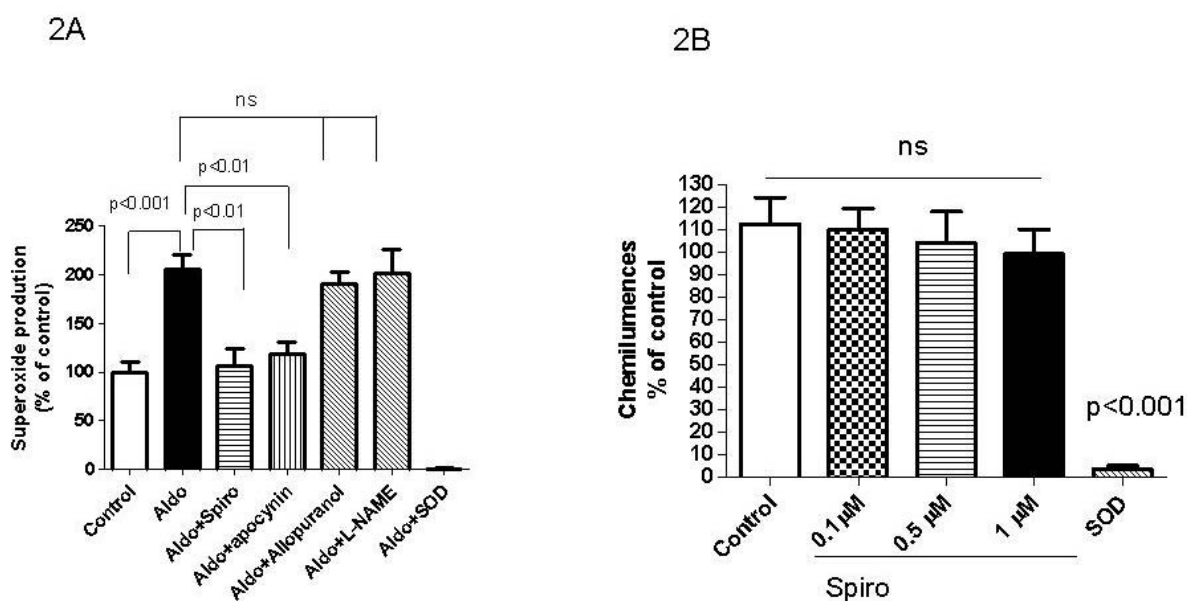 2A
ns
p<0.01
p<0.001
p<0.01
Superoxide prodution
(% of control)
250
200
150
100
50
0
Control
Aldo
Aldo+Spiro
Aldo+apocynin
Aldo+Allopuranol
Aldo+L-NAME
Aldo+SOD
2B
ns
Chemilumences
% of control
130
120
110
100
90
80
70
60
50
40
30
20
10
0
p<0.001
Control
0.1 µM
0.5 µM
1 µM
SOD
Spiro